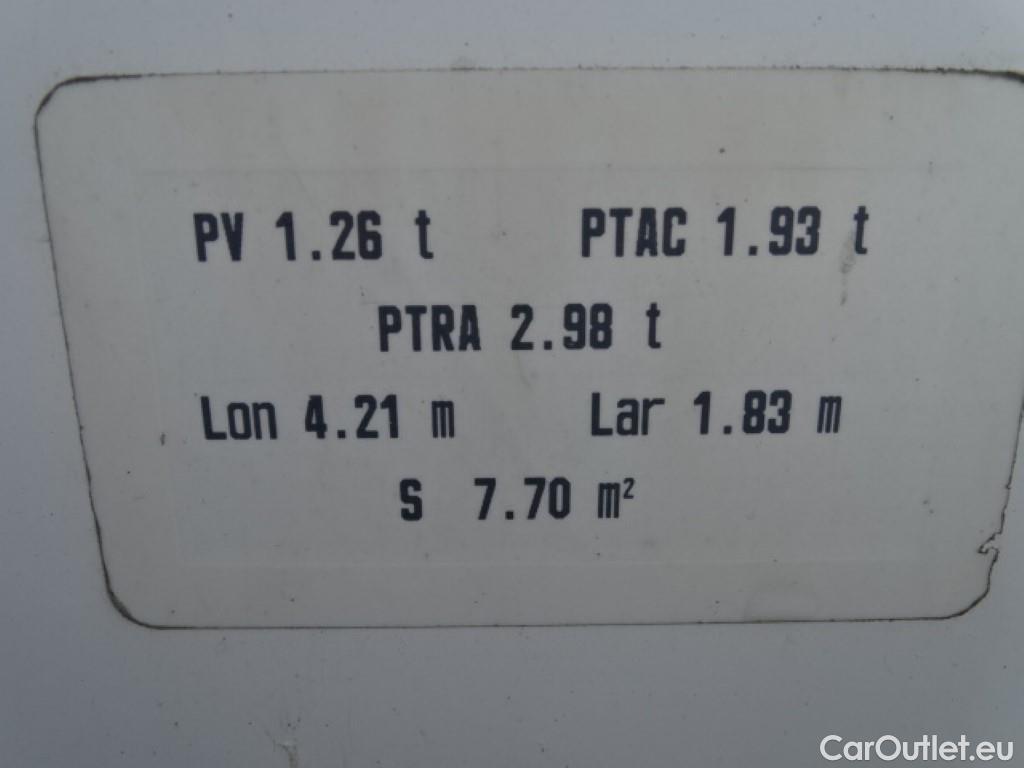 PV 1.26 t PTAC 1.93 t
PTRA 2.98 t
Lon 4.21 m Lar 1.83 m
S 7.70 m²
CarOutlet.eu